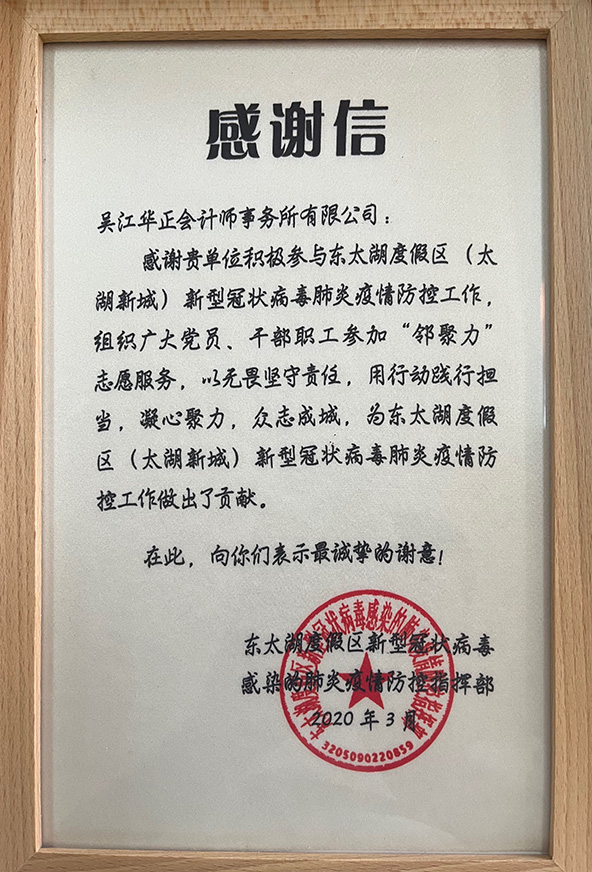 感谢信
吴江华正会计师事务所有限公司：
感谢贵单位积极参与东太湖度假区（太
湖新城）新型冠状病毒肺炎疫情防控工作，
组织广大党员、干部职工参加“邻聚力”
志愿服务，以无畏坚守责任，用行动践行担
当，凝心聚力，众志成城，为东太湖度假
区（太湖新城）新型冠状病毒肺炎疫情防
控工作做出了贡献。
在此，向你们表示最诚挚的谢意！
东太湖度假区新型冠状病毒
感染的肺炎疫情防控指挥部
2020年3月
3205090220859